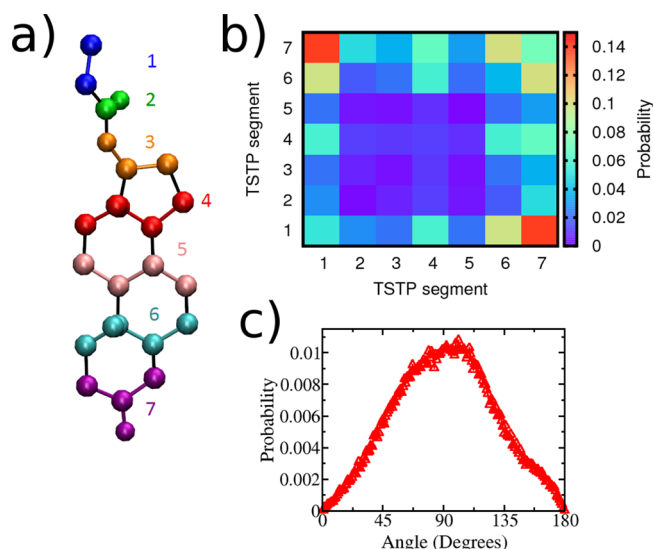 a)
1
2
3
4
5
6
7
b)
TSTP segment
7
6
5
4
3
2
1
1 2 3 4 5 6 7
TSTP segment
0.14
0.12
0.1
0.08
0.06
0.04
0.02
0
Probability
c)
Probability
0.01
0.008
0.006
0.004
0.002
0
0 45 90 135 180
Angle (Degrees)